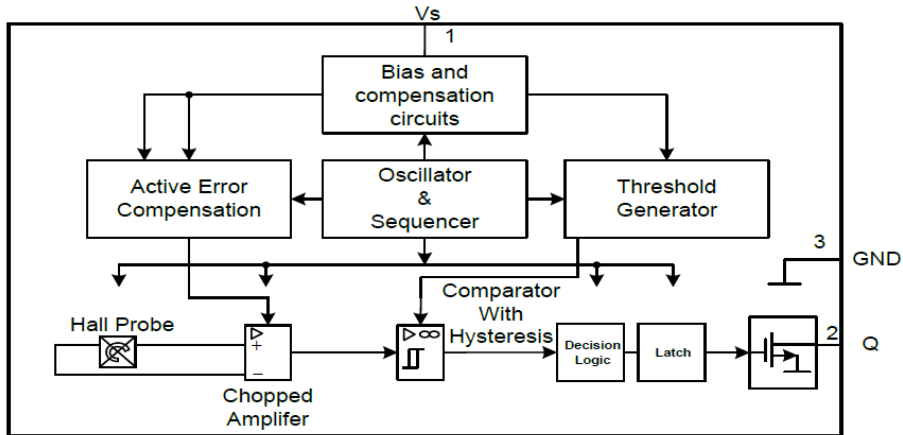 Vs
1
Bias and
compensation
circuits
Active Error
Compensation
Oscillator
&
Sequencer
Threshold
Generator
3
GND
Comparator
With
Hysteresis
Hall Probe
+
−
∞
Decision
Logic
Latch
2
Q
Chopped
Amplifer